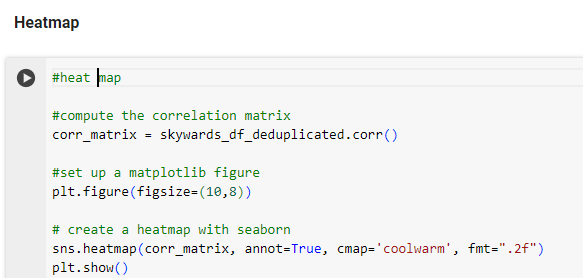 Heatmap
#heat map
#compute the correlation matrix
corr_matrix = skywards_df_deduplicated.corr()
#set up a matplotlib figure
plt.figure(figsize=(10,8))
# create a heatmap with seaborn
sns.heatmap(corr_matrix, annot=True, cmap='coolwarm', fmt=".2f")
plt.show()